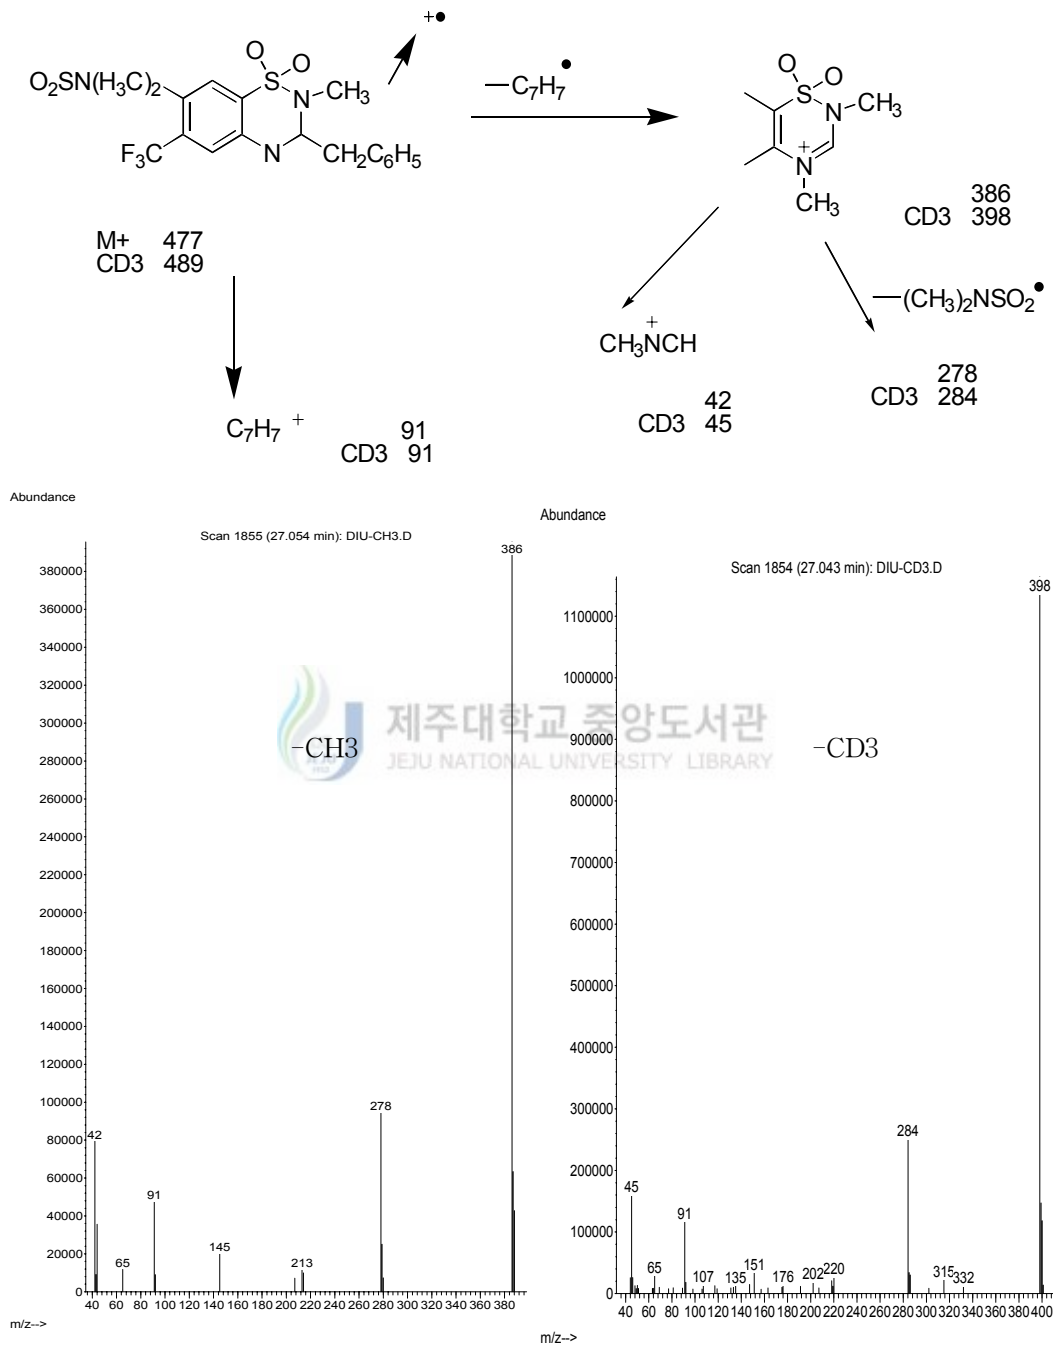 +•
O O
S
O2SN(H3C)2
N CH3
F3C
N
CH2C6H5
—C7H7•
O O
S
N CH3
+
N
CH3
386
CD3 398
M+ 477
CD3 489
—(CH3)2NSO2•
+
CH3NCH
278
CD3 284
42
CD3 45
C7H7 +
91
CD3 91
Abundance
Scan 1855 (27.054 min): DIU-CH3.D
386
380000
360000
340000
320000
300000
280000
260000
240000
220000
200000
180000
160000
140000
120000
100000
80000
60000
40000
20000
0
-CH3
42
65
91
145
213
278
40 60 80 100 120 140 160 180 200 220 240 260 280 300 320 340 360 380
m/z-->
Abundance
Scan 1854 (27.043 min): DIU-CD3.D
398
1100000
1000000
900000
800000
700000
600000
500000
400000
300000
200000
100000
0
-CD3
45
65
91
107
135
151
176
202
220
284
315
332
40 60 80 100 120 140 160 180 200 220 240 260 280 300 320 340 360 380 400
m/z-->
제주대학교 중앙도서관
JEJU NATIONAL UNIVERSITY LIBRARY